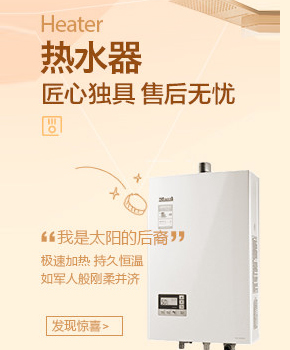 Heater
热水器
匠心独具 售后无忧
“我是太阳的后裔”
极速加热 持久恒温
如军人般刚柔并济
发现惊喜 >